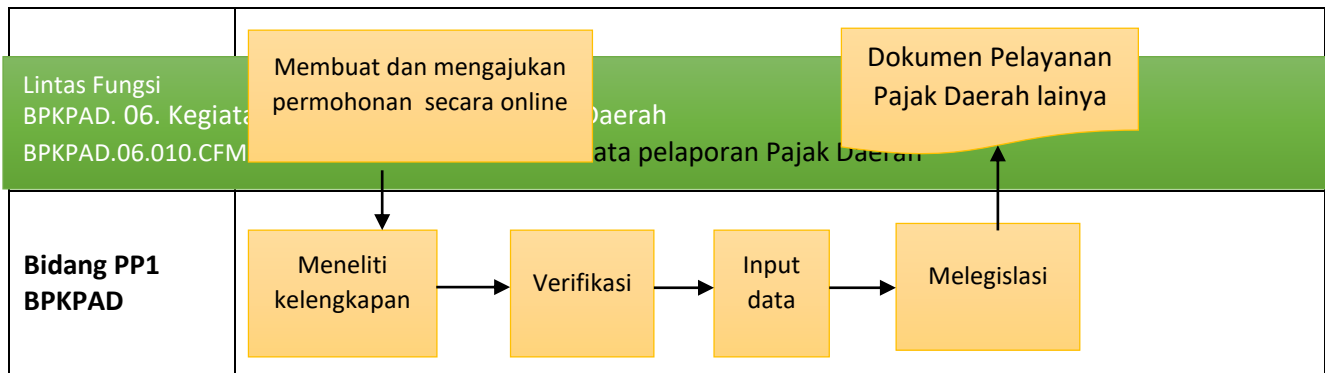 Lintas Fungsi
BPKPAD. 06. Kegiata
Daerah
BPKPAD.06.010.CFM
ata pelaporan Pajak Daerah
Membuat dan mengajukan
permohonan secara online
Dokumen Pelayanan
Pajak Daerah lainya
Bidang PP1
BPKPAD
Meneliti
kelengkapan
Verifikasi
Input
data
Melegislasi